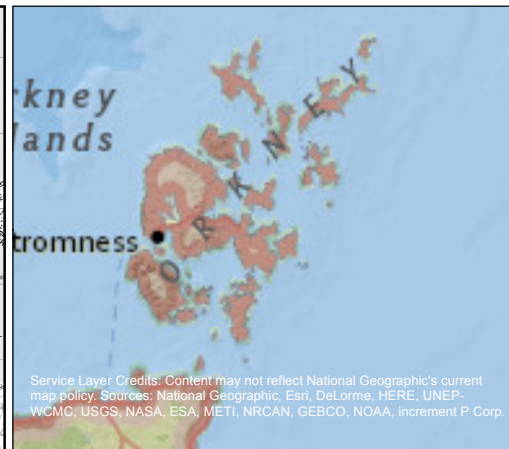 rkney
lands
ORKNEY
tromness
Service Layer Credits: Content may not reflect National Geographic's current
map policy. Sources: National Geographic, Esri, DeLorme, HERE, UNEP-
WCMC, USGS, NASA, ESA, METI, NRCAN, GEBCO, NOAA, increment P Corp.